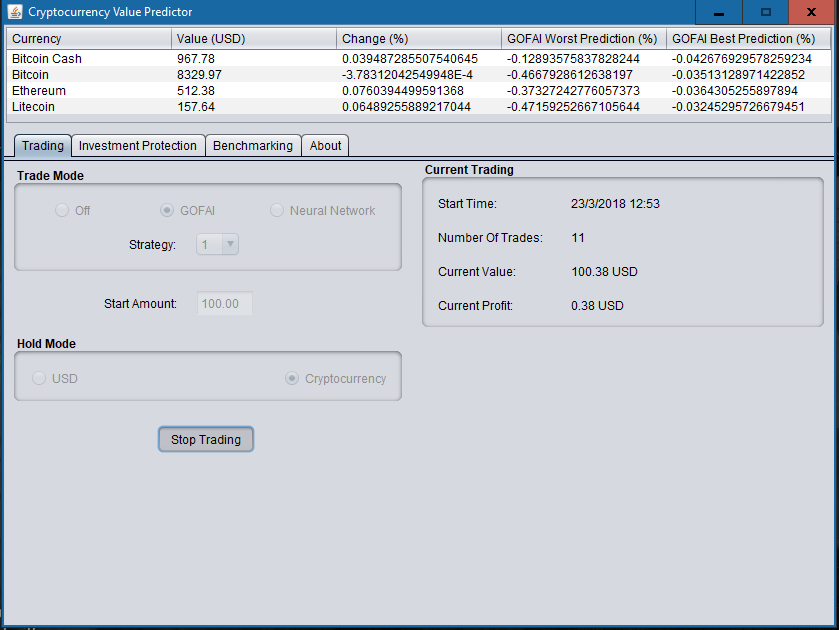 Cryptocurrency Value Predictor
Currency Value (USD) Change (%) GOFAI Worst Prediction (%) GOFAI Best Prediction (%)
Bitcoin Cash 967.78 0.039487285507540645 -0.12893575837828244 -0.042676929578259234
Bitcoin 8329.97 -3.78312042549948E-4 -0.4667928612638197 -0.03513128971422852
Ethereum 512.38 0.0760394499591368 -0.37327242776057373 -0.0364305255897894
Litecoin 157.64 0.06489255889217044 -0.47159252667105644 -0.03245295726679451
Trading Investment Protection Benchmarking About
Trade Mode
Off GOFAI Neural Network
Strategy: 1
Start Amount: 100.00
Hold Mode
USD Cryptocurrency
Stop Trading
Current Trading
Start Time: 23/3/2018 12:53
Number Of Trades: 11
Current Value: 100.38 USD
Current Profit: 0.38 USD